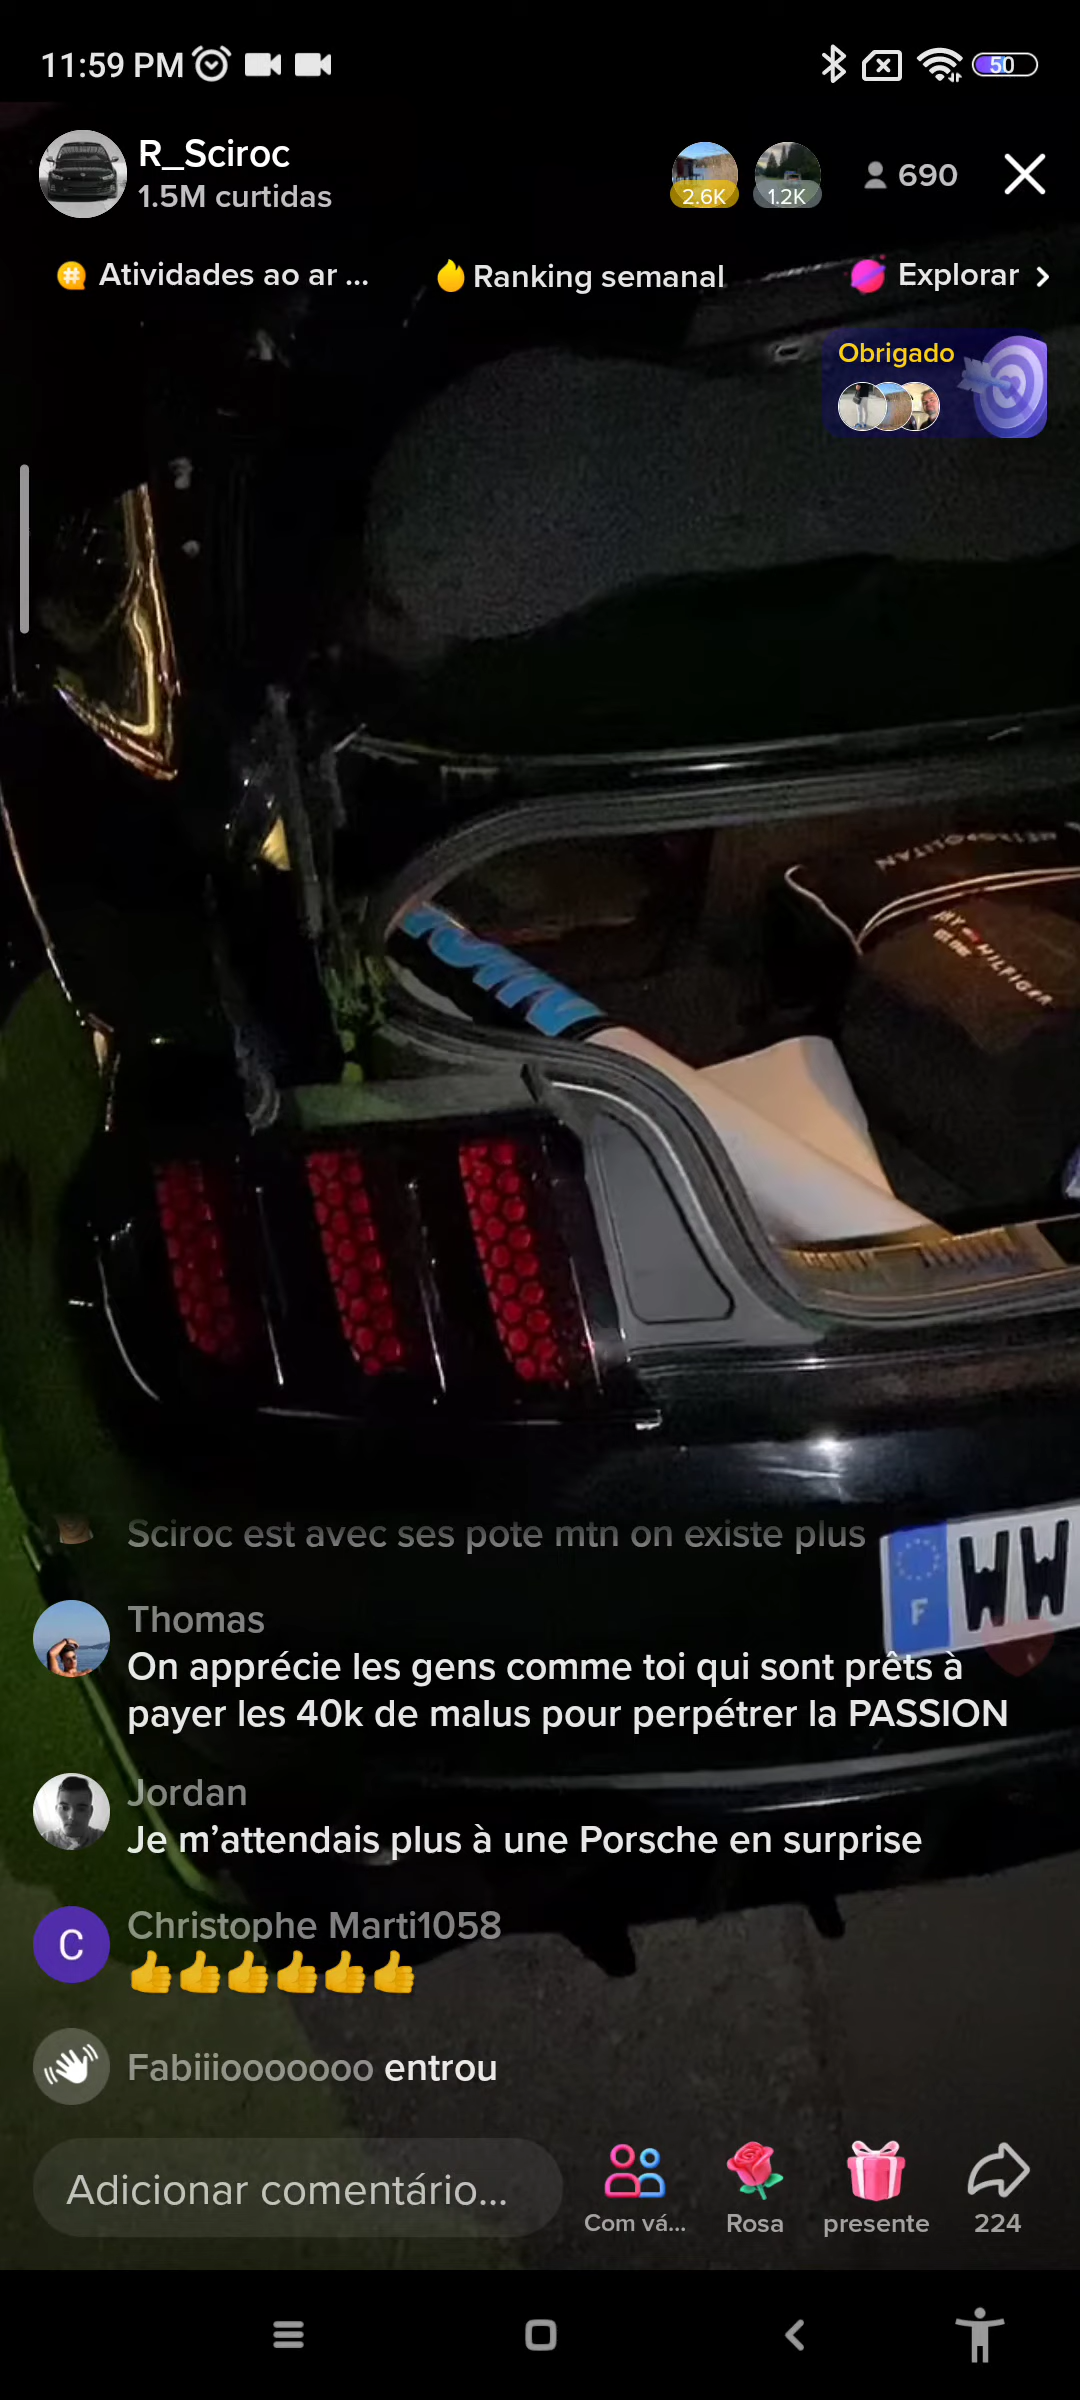 11:59 PM
50
R_Sciroc
1.5M curtidas
2.6K
1.2K
690
Atividades ao ar ...
Ranking semanal
Explorar
Obrigado
METROPOLITAN
HILFIGER
Sciroc est avec ses pote mtn on existe plus
F
WW
Thomas
On apprécie les gens comme toi qui sont prêts à
payer les 40k de malus pour perpétrer la PASSION
Jordan
Je m’attendais plus à une Porsche en surprise
C
Christophe Marti1058
👍👍👍👍👍👍
Fabiiiooooooo entrou
Adicionar comentário...
Com vá...
Rosa
presente
224